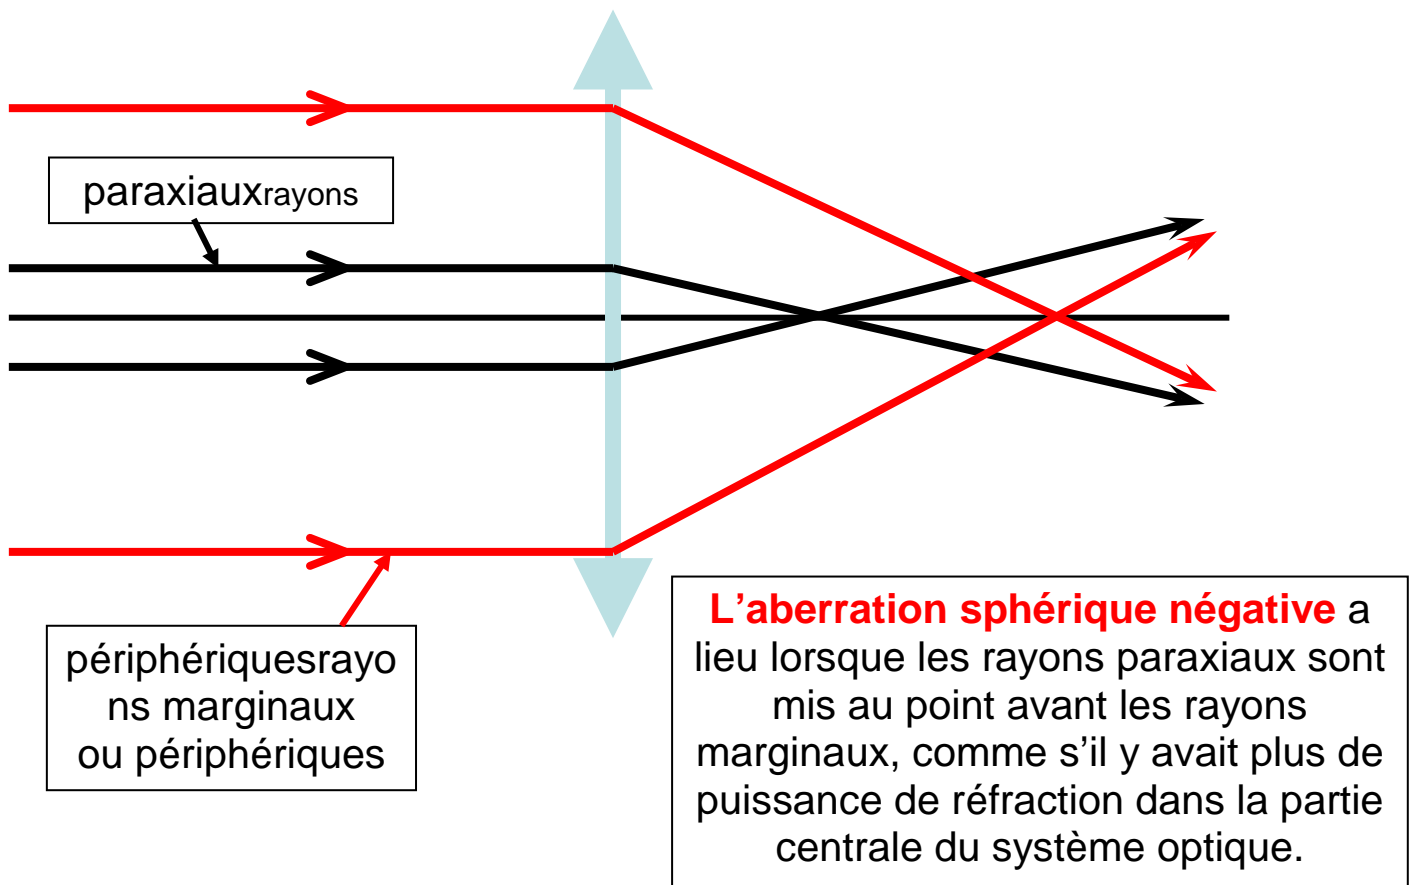 paraxiauxrayons
périphériquesrayo
ns marginaux
ou périphériques
L’aberration sphérique négative a
lieu lorsque les rayons paraxiaux sont
mis au point avant les rayons
marginaux, comme s’il y avait plus de
puissance de réfraction dans la partie
centrale du système optique.